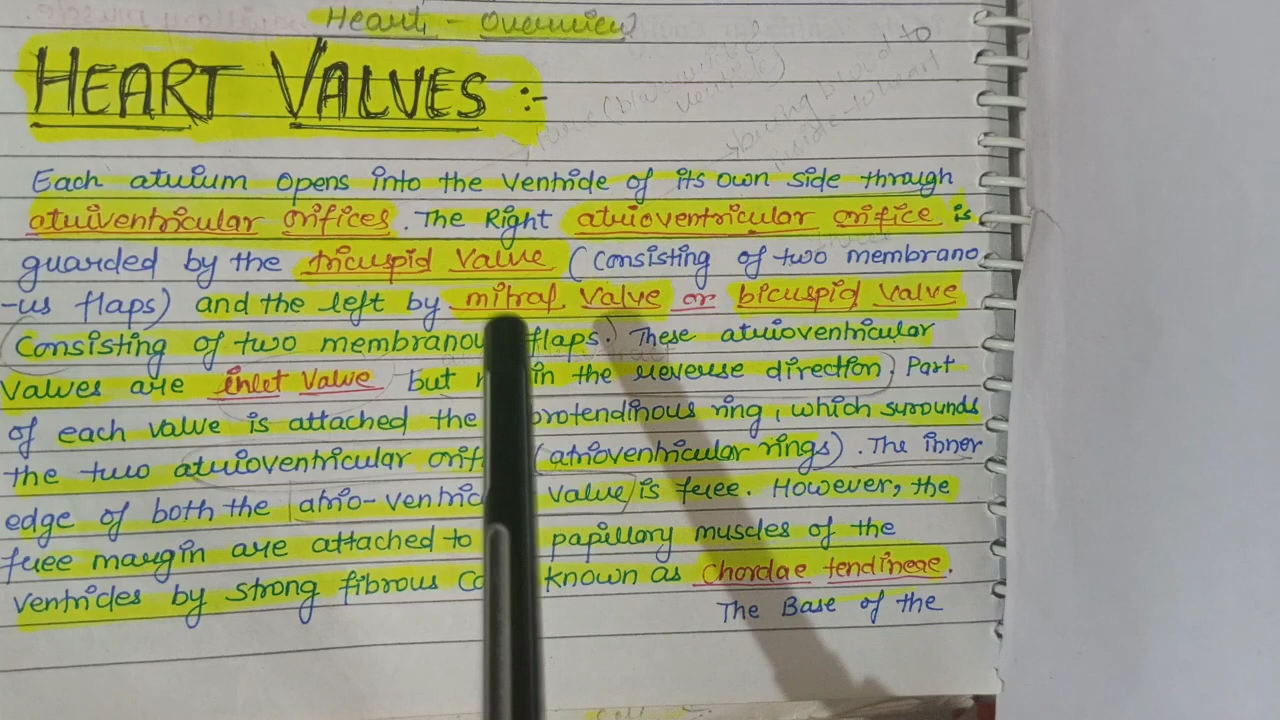 Heart - Overview
HEART VALVES :-
Each atrium opens into the ventricle of its own side through
atrioventricular orifices. The Right atrioventricular orifice is
guarded by the tricuspid valve (consisting of two membrano
-us flaps) and the left by mitral valve or bicuspid valve
(consisting of two membranou flaps.) These atrioventricular
valves are inlet valve but in the reverse direction) Part
of each valve is attached the which surrounds
the two atrioventricular (atrioventricular rings). The inner
edge of both the atrio-ventric valve is free. However, the
free margin are attached to papillary muscles of the
ventricles by strong fibrous known as Chordae tendineae.
The Base of the